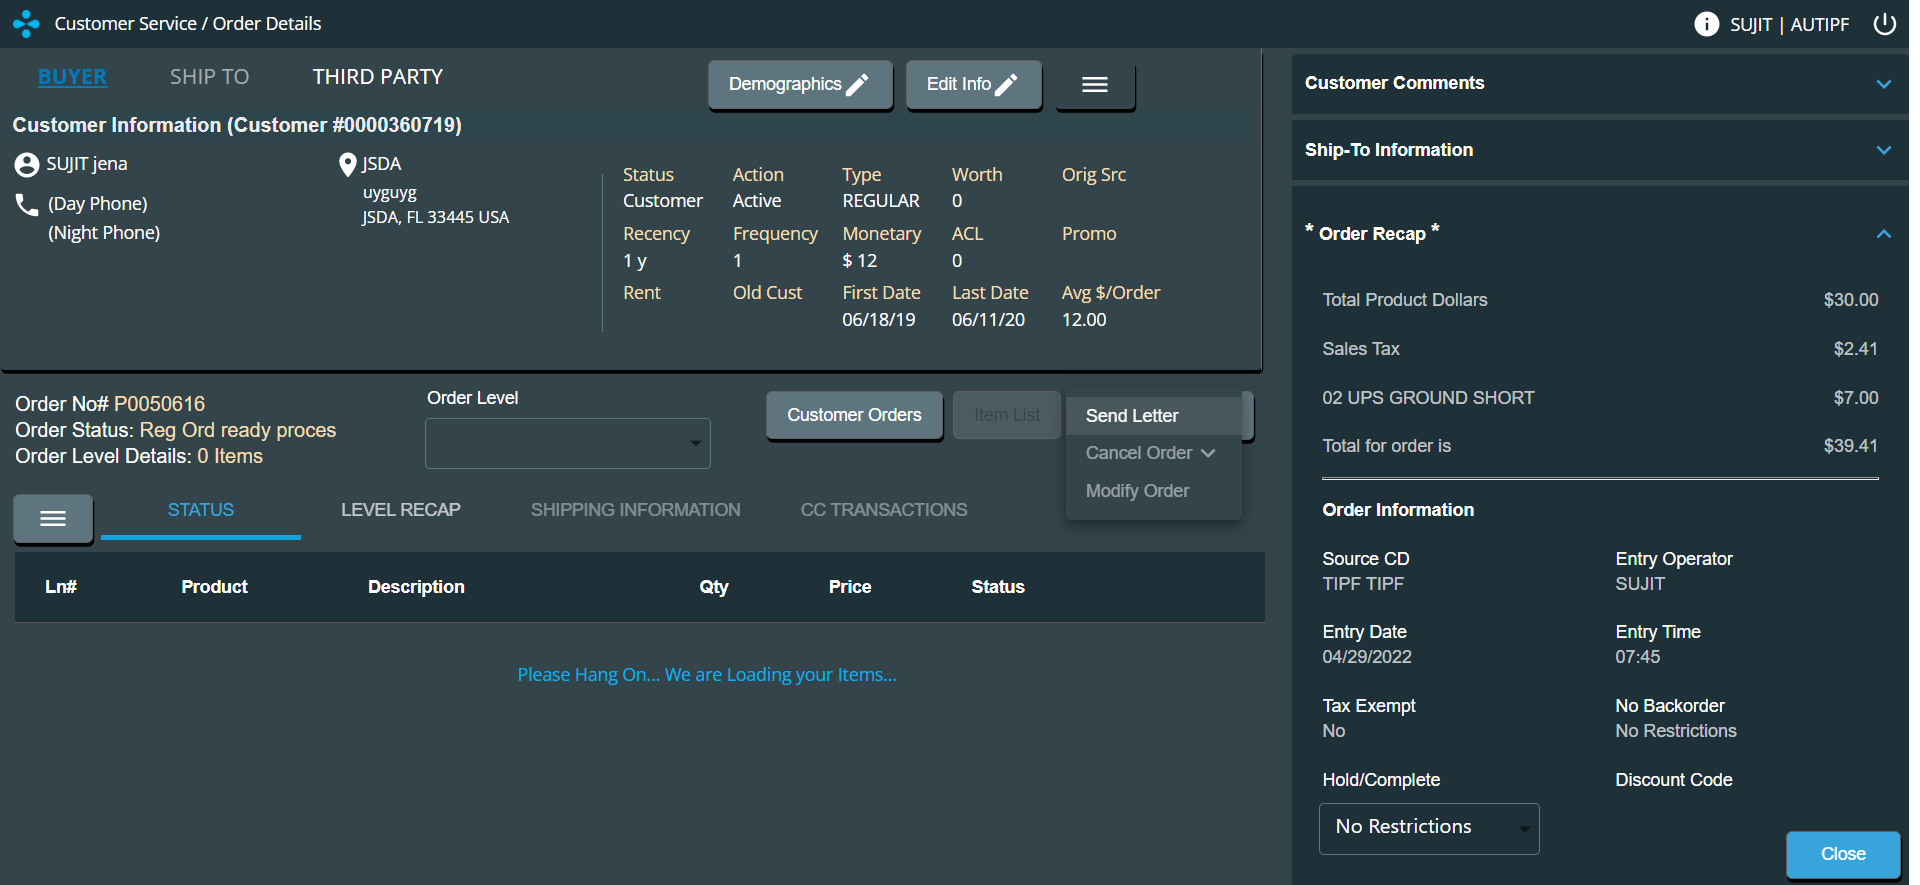 Customer Service / Order Details
SUJIT | AUTIPF
BUYER
SHIP TO
THIRD PARTY
Demographics
Edit Info
Customer Information (Customer #0000360719)
SUJIT jena
(Day Phone)
(Night Phone)
JSDA
uyguyg
JSDA, FL 33445 USA
Status Action Type Worth Orig Src
Customer Active REGULAR 0
Recency Frequency Monetary ACL Promo
1 y 1 $ 12 0
Rent Old Cust First Date Last Date Avg $/Order
06/18/19 06/11/20 12.00
Order No# P0050616
Order Status: Reg Ord ready proces
Order Level Details: 0 Items
Order Level
Customer Orders
Item List
Send Letter
Cancel Order
Modify Order
STATUS
LEVEL RECAP
SHIPPING INFORMATION
CC TRANSACTIONS
Ln# Product Description Qty Price Status
Please Hang On... We are Loading your Items...
Customer Comments
Ship-To Information
* Order Recap *
Total Product Dollars $30.00
Sales Tax $2.41
02 UPS GROUND SHORT $7.00
Total for order is $39.41
Order Information
Source CD Entry Operator
TIPF TIPF SUJIT
Entry Date Entry Time
04/29/2022 07:45
Tax Exempt No Backorder
No No Restrictions
Hold/Complete Discount Code
No Restrictions
Close